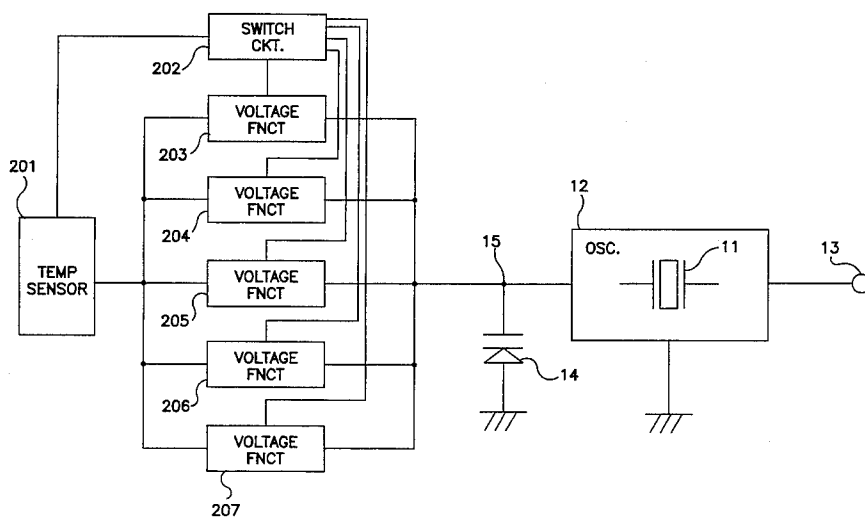 SWITCH
CKT.
202
VOLTAGE
FNCT
203
201
VOLTAGE
FNCT
204
12
13
TEMP
SENSOR
VOLTAGE
FNCT
205
15
OSC.
11
VOLTAGE
FNCT
206
14
VOLTAGE
FNCT
207